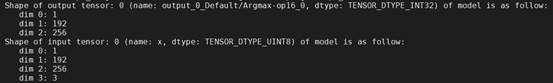 Shape of output tensor: 0 (name: output_0_Default/Argmax-op16_0, dtype: TENSOR_DTYPE_INT32) of model is as follow:
dim 0: 1
dim 1: 192
dim 2: 256
Shape of input tensor: 0 (name: x, dtype: TENSOR_DTYPE_UINT8) of model is as follow:
dim 0: 1
dim 1: 192
dim 2: 256
dim 3: 3